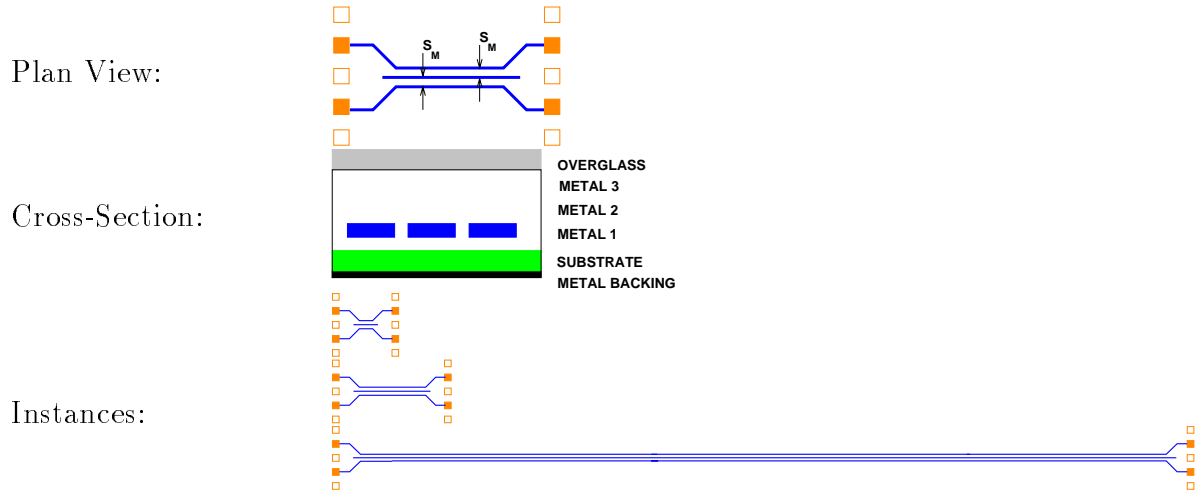 Plan View:
S M
S M
Cross-Section:
OVERGLASS
METAL 3
METAL 2
METAL 1
SUBSTRATE
METAL BACKING
Instances: